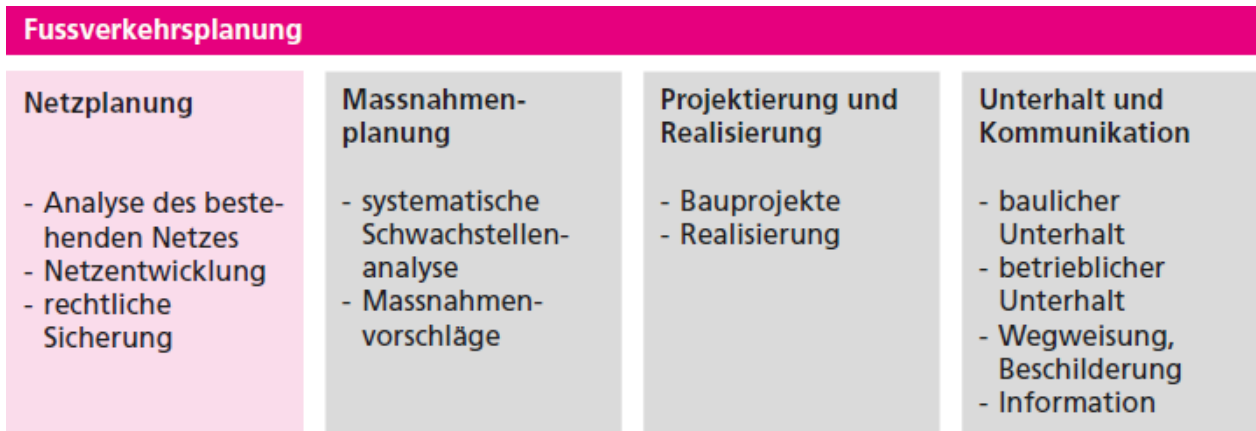 Fussverkehrsplanung
Netzplanung
- Analyse des beste-
henden Netzes
- Netzentwicklung
- rechtliche
Sicherung
Massnahmen-
planung
- systematische
Schwachstellen-
analyse
- Massnahmen-
vorschläge
Projektierung und
Realisierung
- Bauprojekte
- Realisierung
Unterhalt und
Kommunikation
- baulicher
Unterhalt
- betrieblicher
Unterhalt
- Wegweisung,
Beschilderung
- Information